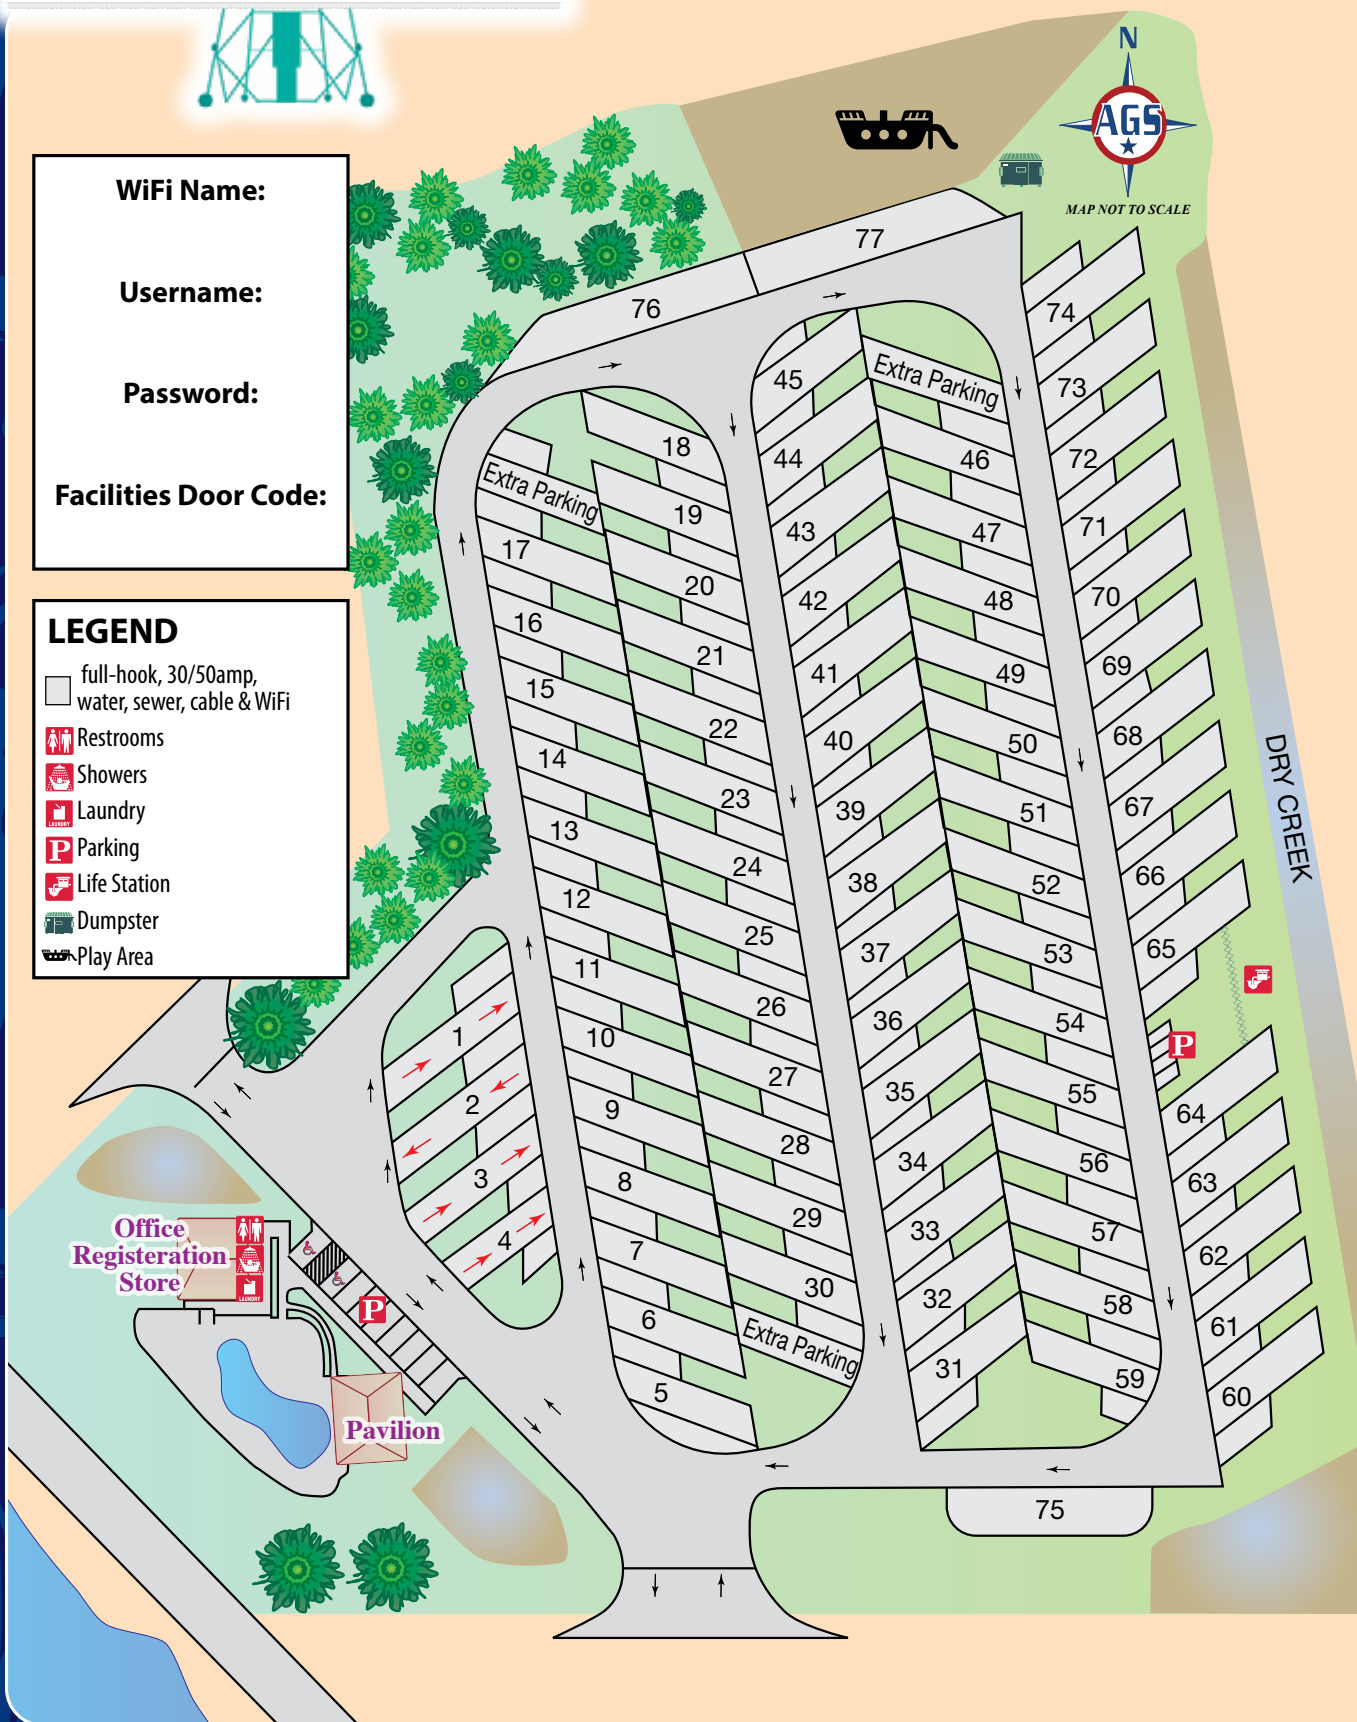 N
AGS
MAP NOT TO SCALE
WiFi Name:
Username:
Password:
Facilities Door Code:
LEGEND
full-hook, 30/50amp,
water, sewer, cable & WiFi
Restrooms
Showers
LAUNDRY
Laundry
P
Parking
Life Station
Dumpster
Play Area
77
76
74
45
Extra Parking
73
18
44
46
72
Extra Parking
19
43
47
71
17
20
42
48
70
16
21
41
49
69
15
22
40
50
68
14
23
39
51
67
DRY CREEK
13
24
38
52
66
12
25
37
53
65
11
26
36
54
P
1
10
27
35
55
64
2
9
28
34
56
63
3
8
29
33
57
62
4
7
30
32
58
61
6
Extra Parking
31
59
60
5
75
Office
Registeration
Store
LAUNDRY
P
Pavilion